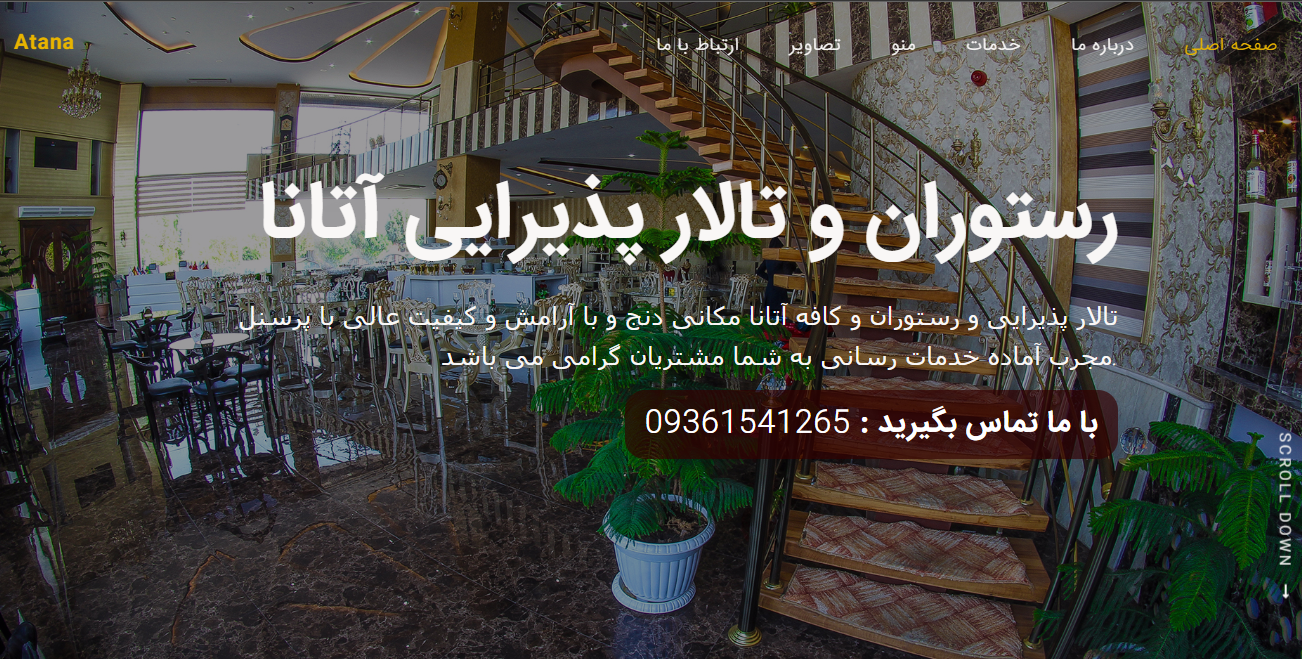 Atana
صفحه اصلی
درباره ما
خدمات
منو
تصاویر
ارتباط با ما
رستوران و تالار پذیرایی آتانا
تالار پذیرایی و رستوران و کافه آتانا مکانی دنج و با آرامش و کیفیت عالی با پرسنل
مجرب آماده خدمات رسانی به شما مشتریان گرامی می باشد.
با ما تماس بگیرید : 09361541265
SCROLL DOWN